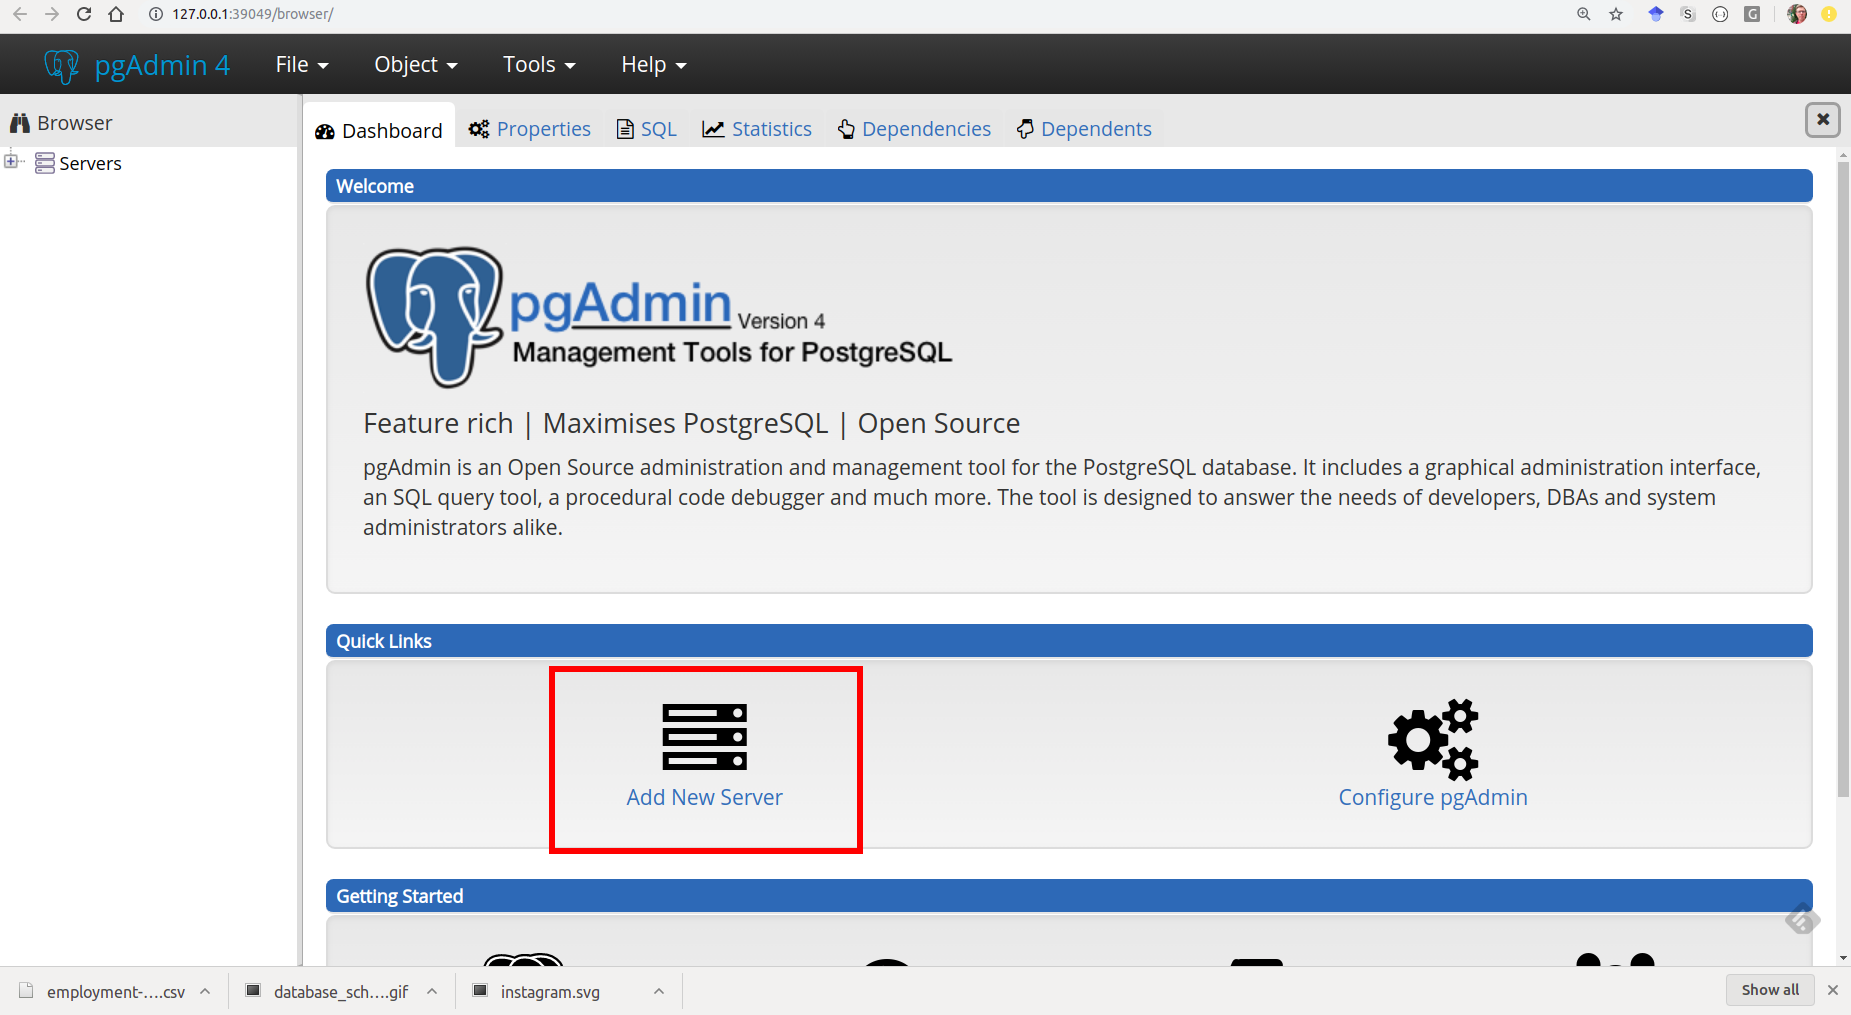 127.0.0.1:39049/browser/
S
G
pgAdmin 4
File
Object
Tools
Help
Browser
Servers
Dashboard
Properties
SQL
Statistics
Dependencies
Dependents
Welcome
pgAdmin Version 4
Management Tools for PostgreSQL
Feature rich | Maximises PostgreSQL | Open Source
pgAdmin is an Open Source administration and management tool for the PostgreSQL database. It includes a graphical administration interface,
an SQL query tool, a procedural code debugger and much more. The tool is designed to answer the needs of developers, DBAs and system
administrators alike.
Quick Links
Add New Server
Configure pgAdmin
Getting Started
employment-....csv
database_sch....gif
instagram.svg
Show all